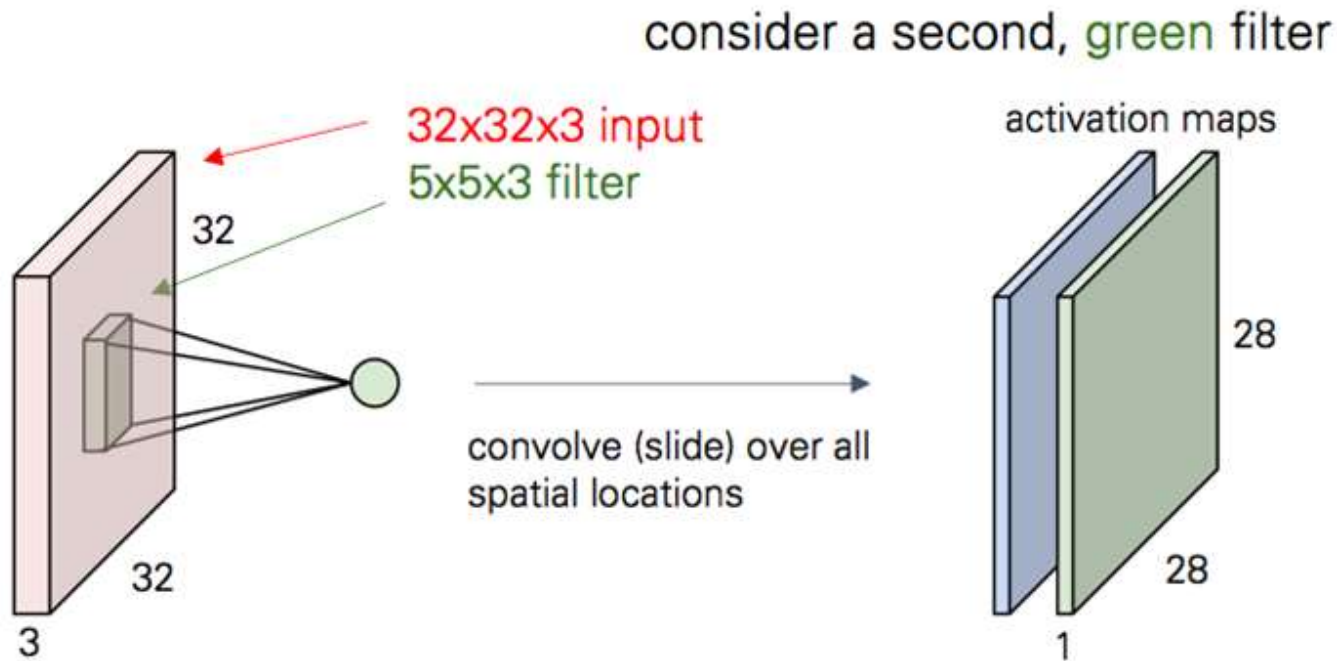 consider a second, green filter
32x32x3 input
5x5x3 filter
activation maps
32
32
3
convolve (slide) over all
spatial locations
28
28
1